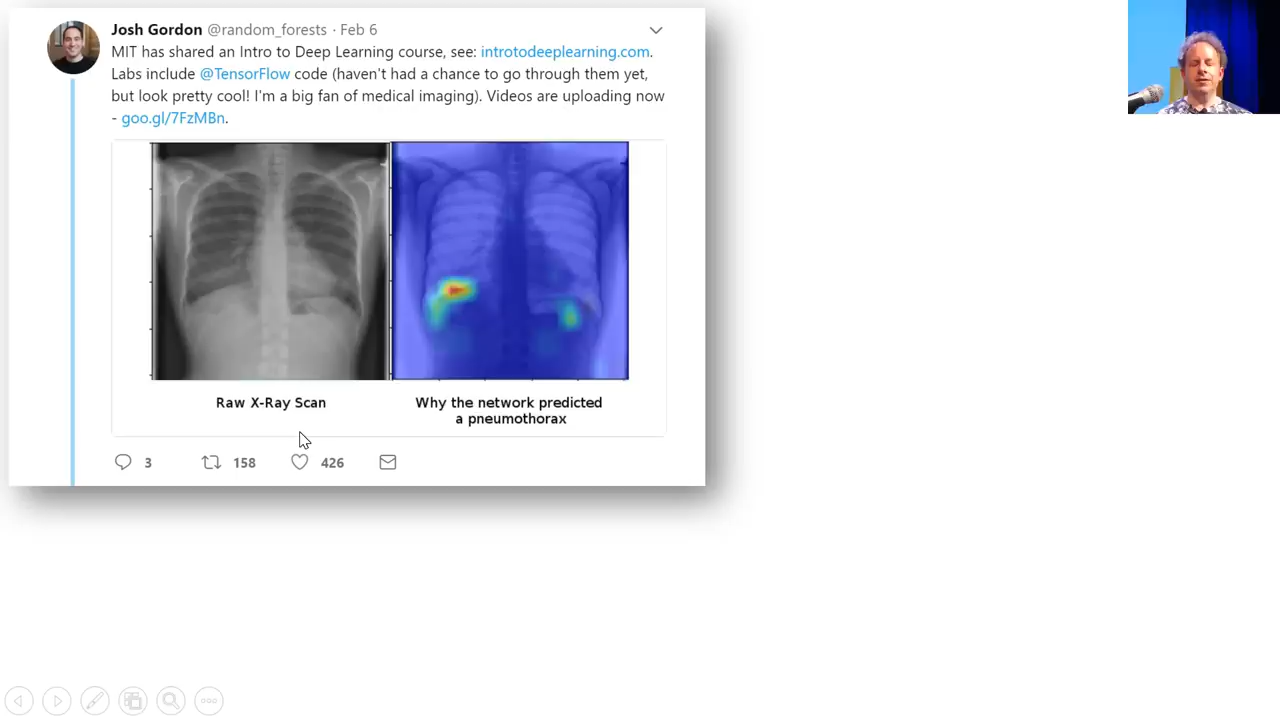 Josh Gordon @random_forests · Feb 6
MIT has shared an Intro to Deep Learning course, see: introtodeeplearning.com.
Labs include @TensorFlow code (haven't had a chance to go through them yet,
but look pretty cool! I'm a big fan of medical imaging). Videos are uploading now
- goo.gl/7FzMBn.
Raw X-Ray Scan
Why the network predicted
a pneumothorax
3 158 426